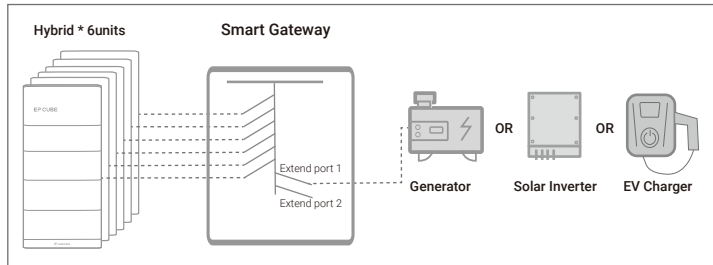 Hybrid * 6units
Smart Gateway
EP CUBE
Extend port 1
Extend port 2
OR
OR
Generator
Solar Inverter
EV Charger